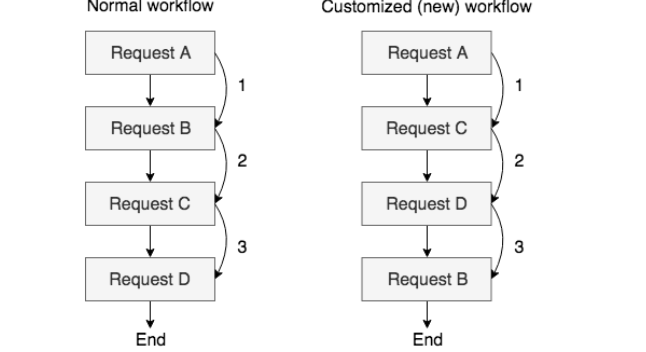 Normal workflow
Request A
1
Request B
2
Request C
3
Request D
End
Customized (new) workflow
Request A
1
Request C
2
Request D
3
Request B
End